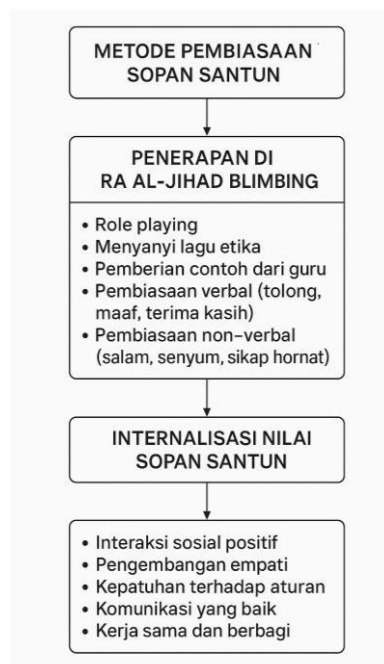 METODE PEMBIASAAN
SOPAN SANTUN
PENERAPAN DI
RA AL-JIHAD BLIMBING
• Role playing
• Menyanyi lagu etika
• Pemberian contoh dari guru
• Pembiasaan verbal (tolong,
maaf, terima kasih)
• Pembiasaan non-verbal
(salam, senyum, sikap hornat)
INTERNALISASI NILAI
SOPAN SANTUN
• Interaksi sosial positif
• Pengembangan empati
• Kepatuhan terhadap aturan
• Komunikasi yang baik
• Kerja sama dan berbagi